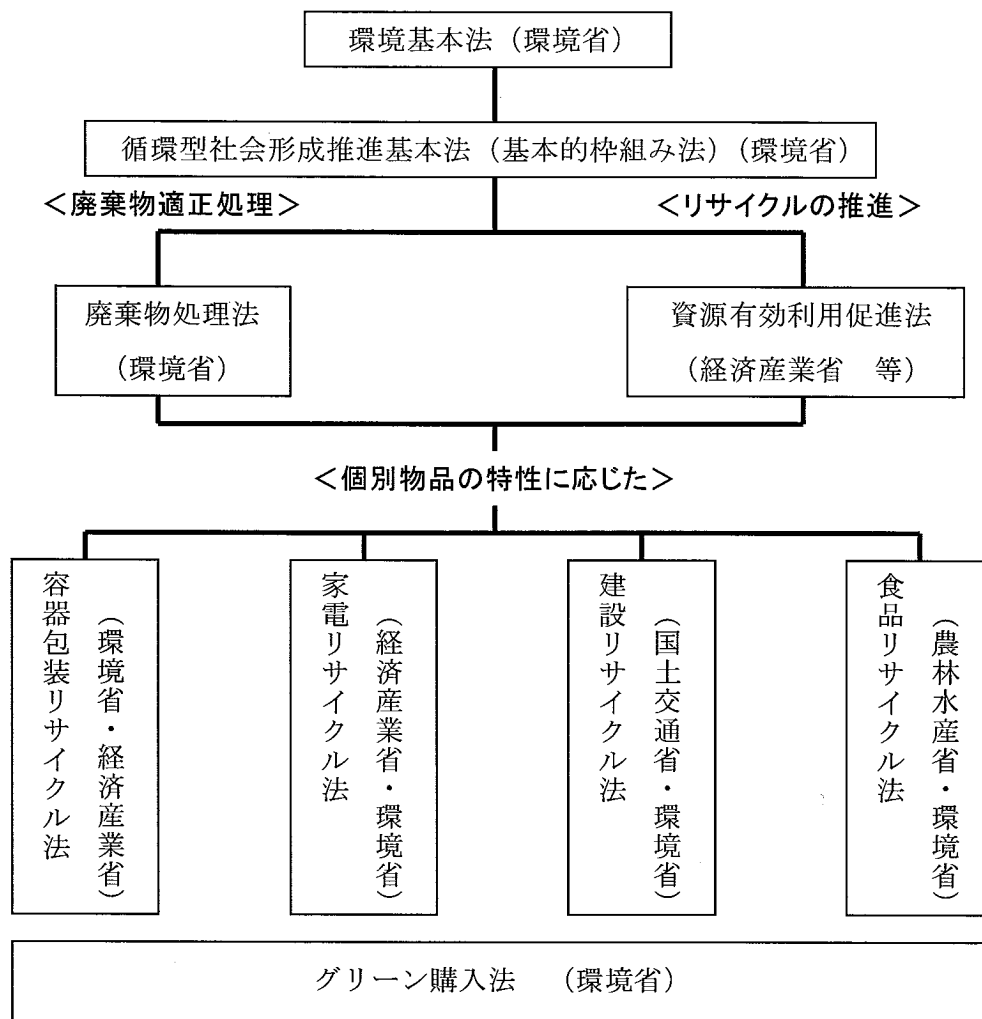 環境基本法(環境省)
循環型社会形成推進基本法(基本的枠組み法)(環境省)
＜廃棄物適正処理＞
＜リサイクルの推進＞
廃棄物処理法
(環境省)
資源有効利用促進法
(経済産業省　等)
＜個別物品の特性に応じた＞
容器包装リサイクル法
(環境省・経済産業省)
家電リサイクル法
(経済産業省・環境省)
建設リサイクル法
(国土交通省・環境省)
食品リサイクル法
(農林水産省・環境省)
グリーン購入法　(環境省)